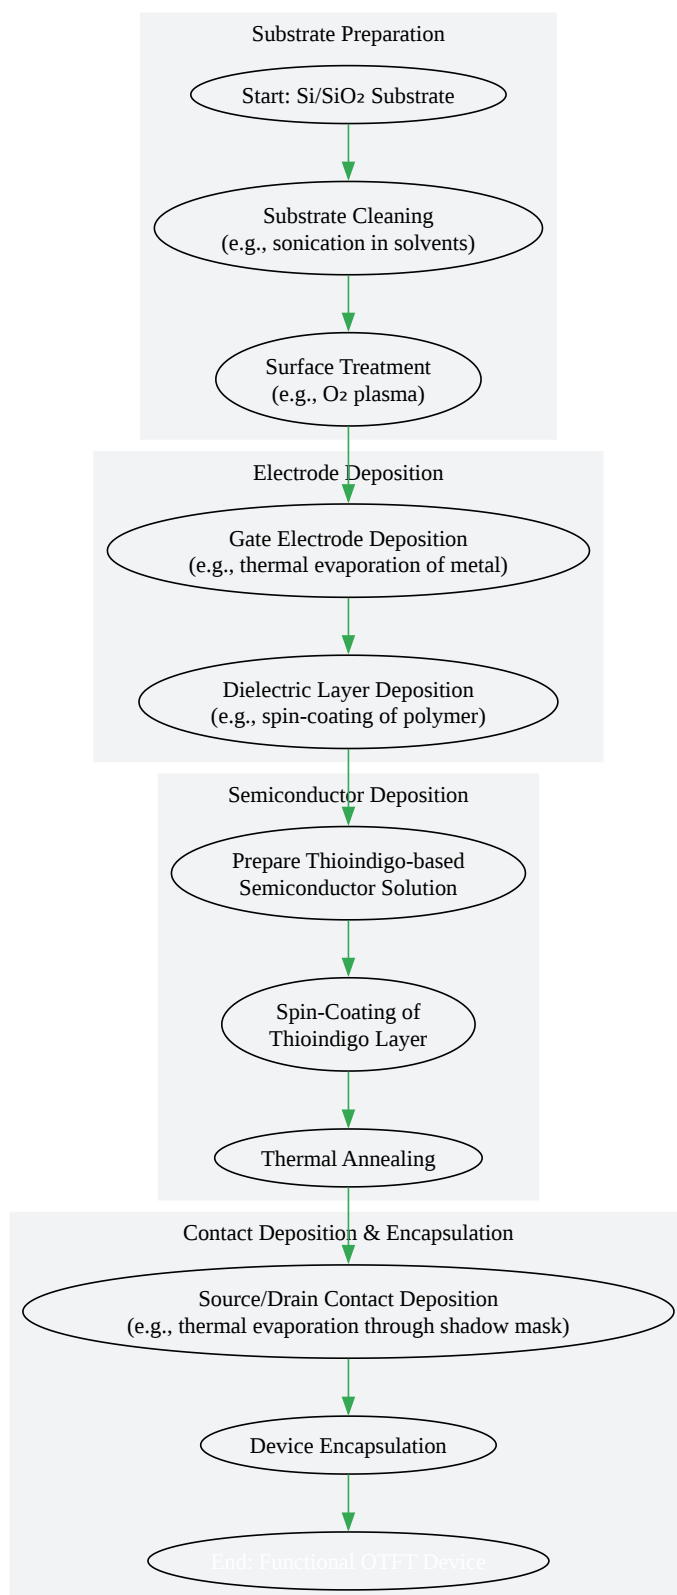 Substrate Preparation
Start: Si/SiO₂ Substrate
Substrate Cleaning
(e.g., sonication in solvents)
Surface Treatment
(e.g., O₂ plasma)
Electrode Deposition
Gate Electrode Deposition
(e.g., thermal evaporation of metal)
Dielectric Layer Deposition
(e.g., spin-coating of polymer)
Semiconductor Deposition
Prepare Thioindigo-based
Semiconductor Solution
Spin-Coating of
Thioindigo Layer
Thermal Annealing
Contact Deposition & Encapsulation
Source/Drain Contact Deposition
(e.g., thermal evaporation through shadow mask)
Device Encapsulation
End: Functional OTFT Device